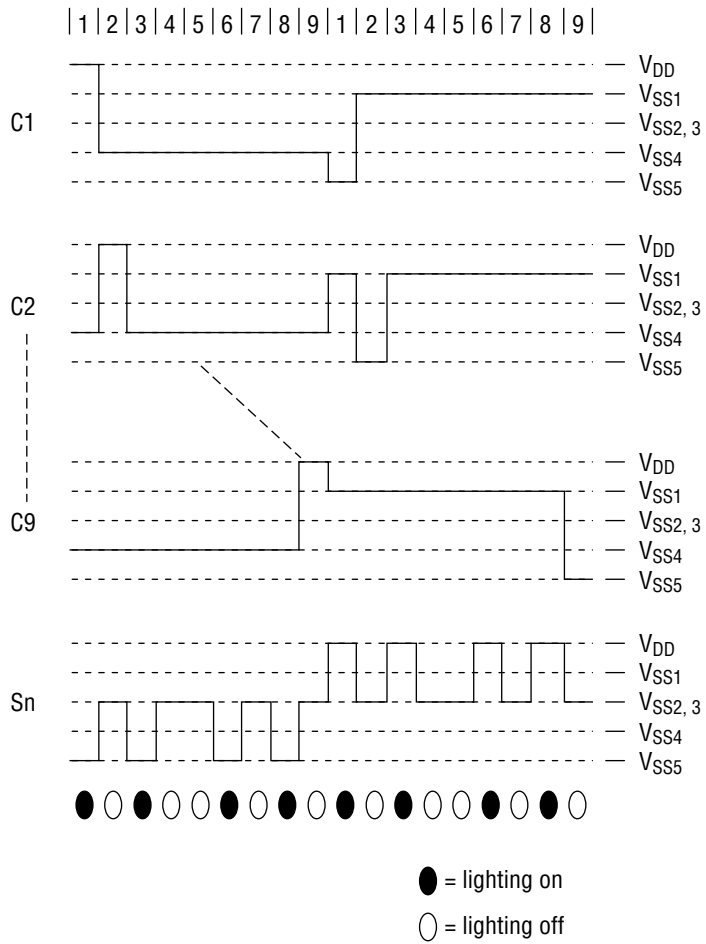 1 2 3 4 5 6 7 8 9 1 2 3 4 5 6 7 8 9
VDD
VSS1
C1
VSS2, 3
VSS4
VSS5
VDD
VSS1
C2
VSS2, 3
VSS4
VSS5
VDD
VSS1
C9
VSS2, 3
VSS4
VSS5
VDD
VSS1
Sn
VSS2, 3
VSS4
VSS5
= lighting on
= lighting off